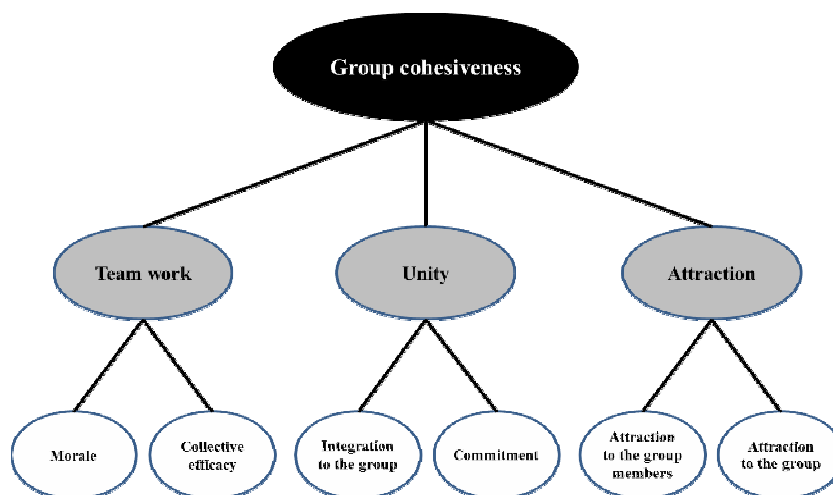 Group cohesiveness
Team work
Unity
Attraction
Morale
Collective
efficacy
Integration
to the group
Commitment
Attraction
to the group
members
Attraction
to the group